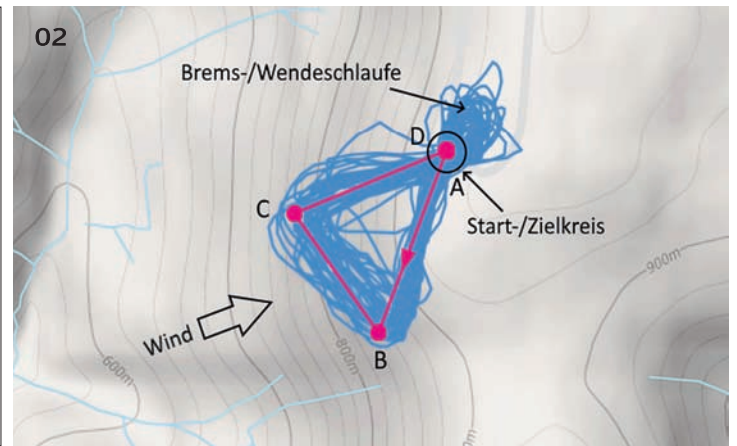 02
Brems-/Wendeschlaufe
D
A
C
Start-/Zielkreis
900m
Wind
800m
B
600m